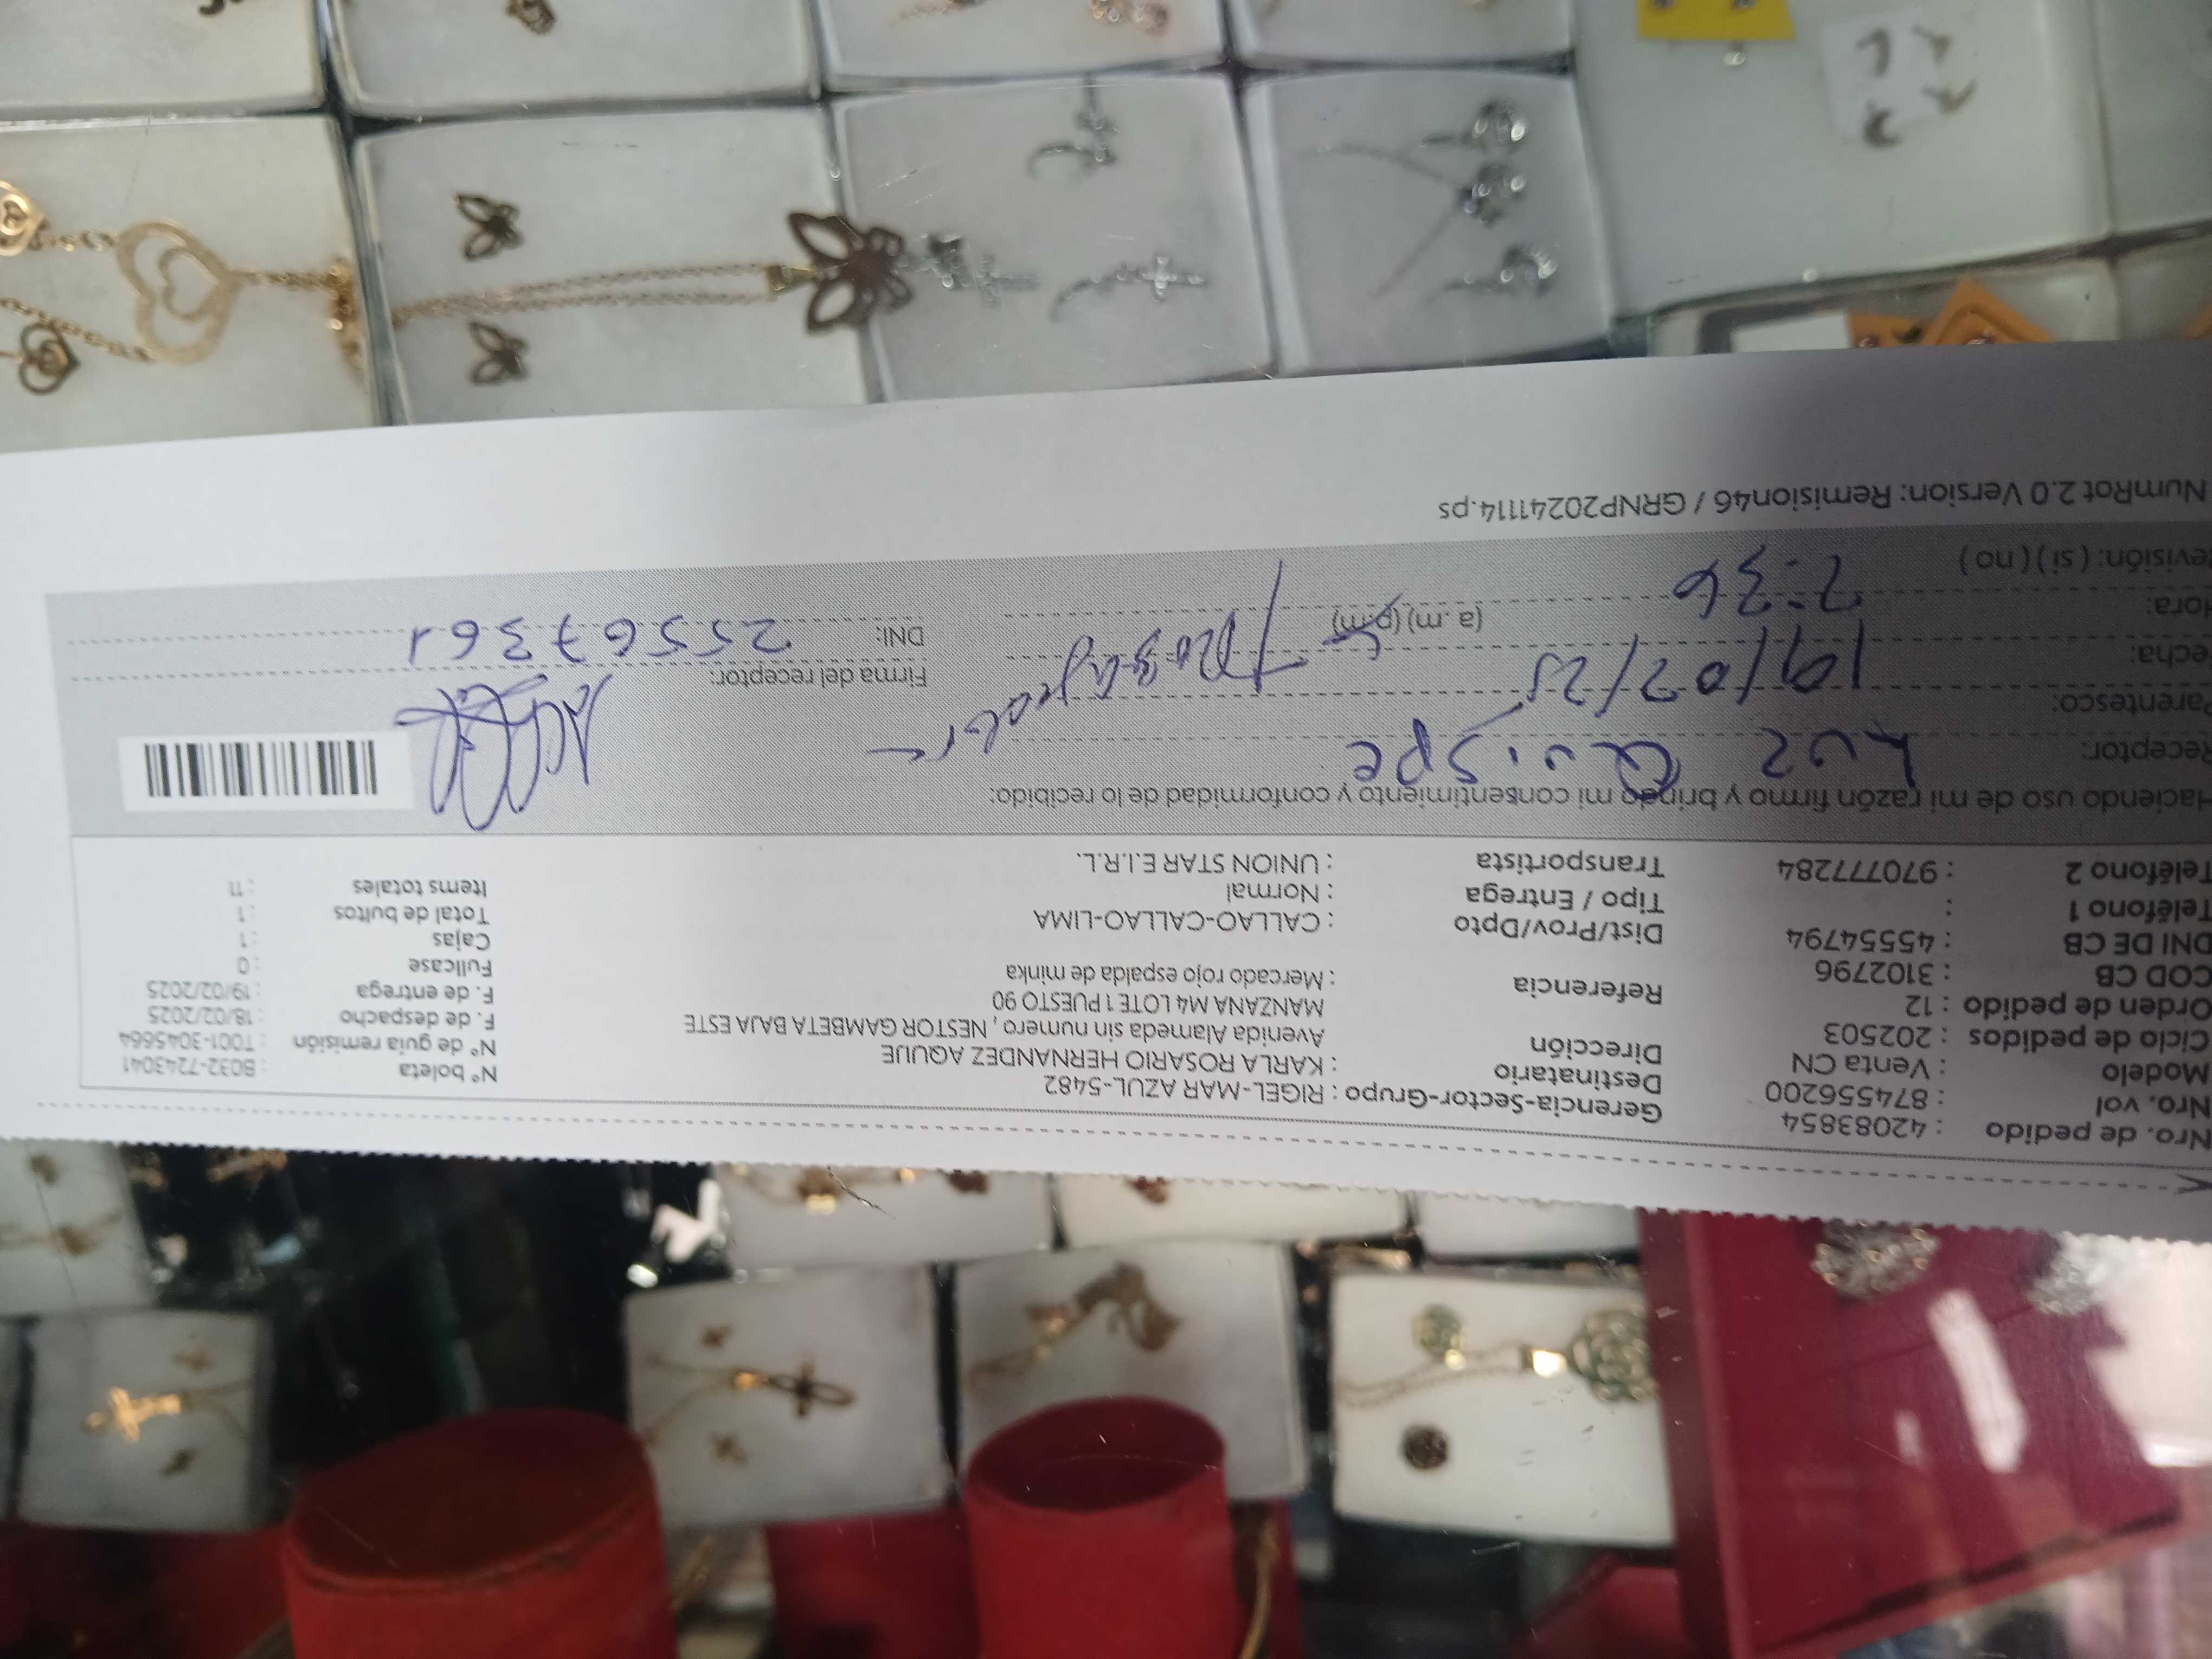 Nro. de pedido : 42083854
Nro. vol : 874556200
Modelo : Venta CN
Ciclo de pedidos : 202503
Orden de pedido : 12
COD CB : 3102796
DNI DE CB : 45554794
Teléfono 1 :
Teléfono 2 : 970777284
Gerencia-Sector-Grupo : RIGEL-MAR AZUL-5482
Destinatario : KARLA ROSARIO HERNANDEZ AQUIJE
Dirección Avenida Alameda sin numero , NESTOR GAMBETA BAJA ESTE
MANZANA M4 LOTE 1 PUESTO 90
Referencia : Mercado rojo espalda de minka
Dist/Prov/Dpto : CALLAO-CALLAO-LIMA
Tipo / Entrega : Normal
Transportista : UNION STAR E.I.R.L.
N° boleta : B032-7243041
N° de guía remisión : T001-3045664
F. de despacho : 18/02/2025
F. de entrega : 19/02/2025
Fullcase : 0
Cajas : 1
Total de bultos : 1
Items totales : 11
Haciendo uso de mi razón firmo y brindo mi consentimiento y conformidad de lo recibido:
Receptor: Luz Quispe
Parentesco:
Fecha: 19/02/25
Hora: 2:36 (a .m) (p.m)
Revisión: ( si ) ( no )
Firma del receptor:
DNI: 25567361
NumRot 2.0 Version: Remision46 / GRNP20241114.ps